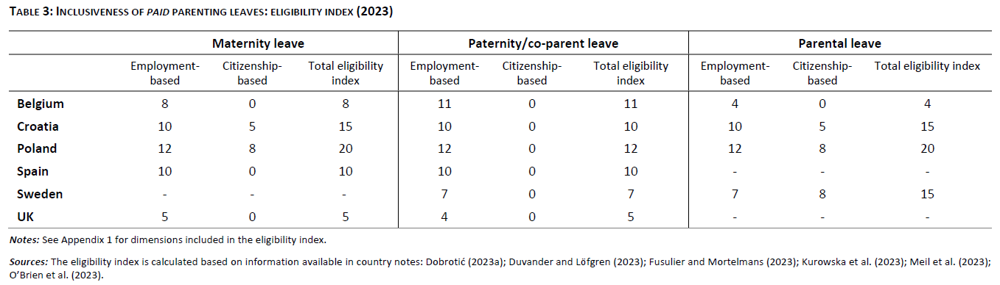 TABLE 3: INCLUSIVENESS OF PAID PARENTING LEAVES: ELIGIBILITY INDEX (2023)
Maternity leave Paternity/co-parent leave Parental leave
Employment-based Citizenship-based Total eligibility index Employment-based Citizenship-based Total eligibility index Employment-based Citizenship-based Total eligibility index
Belgium 8 0 8 11 0 11 4 0 4
Croatia 10 5 15 10 0 10 10 5 15
Poland 12 8 20 12 0 12 12 8 20
Spain 10 0 10 10 0 10 - - -
Sweden - - - 7 0 7 7 8 15
UK 5 0 5 4 0 5 - - -
Notes: See Appendix 1 for dimensions included in the eligibility index.
Sources: The eligibility index is calculated based on information available in country notes: Dobrotić (2023a); Duvander and Löfgren (2023); Fusulier and Mortelmans (2023); Kurowska et al. (2023); Meil et al. (2023);
O'Brien et al. (2023).